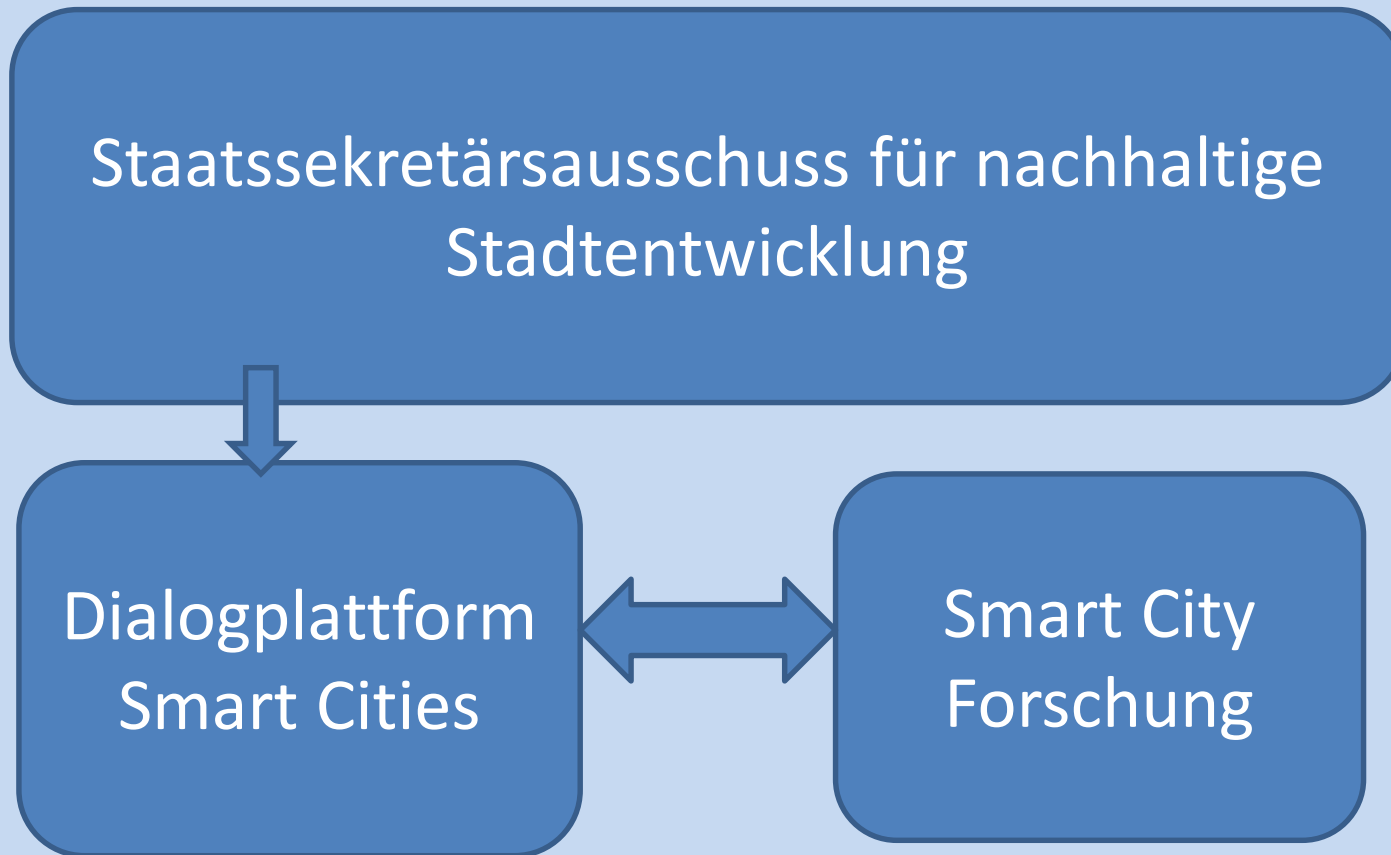 Staatssekretärsausschuss für nachhaltige
Stadtentwicklung
Dialogplattform
Smart Cities
Smart City
Forschung